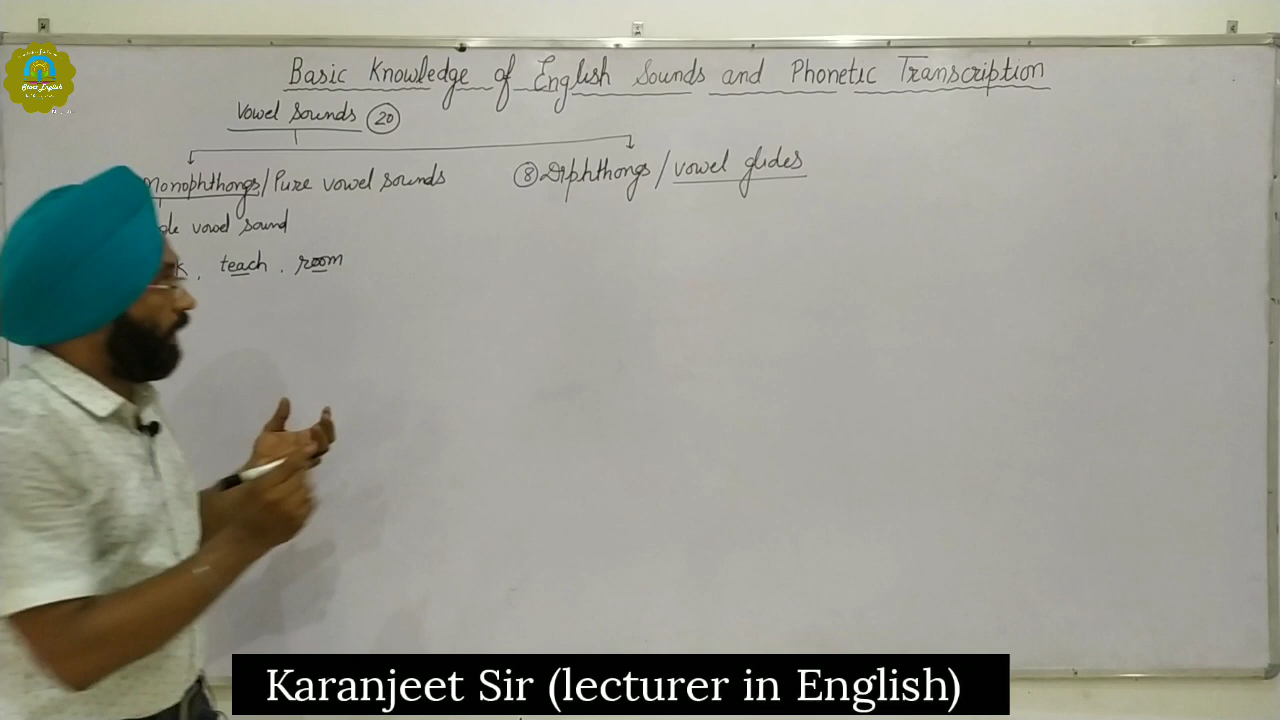 Basic Knowledge of English Sounds and Phonetic Transcription
Vowel Sounds 20
Monophthongs/Pure vowel sounds
8 Diphthongs/vowel glides
vowel sound
teach . room
Karanjeet Sir (lecturer in English)